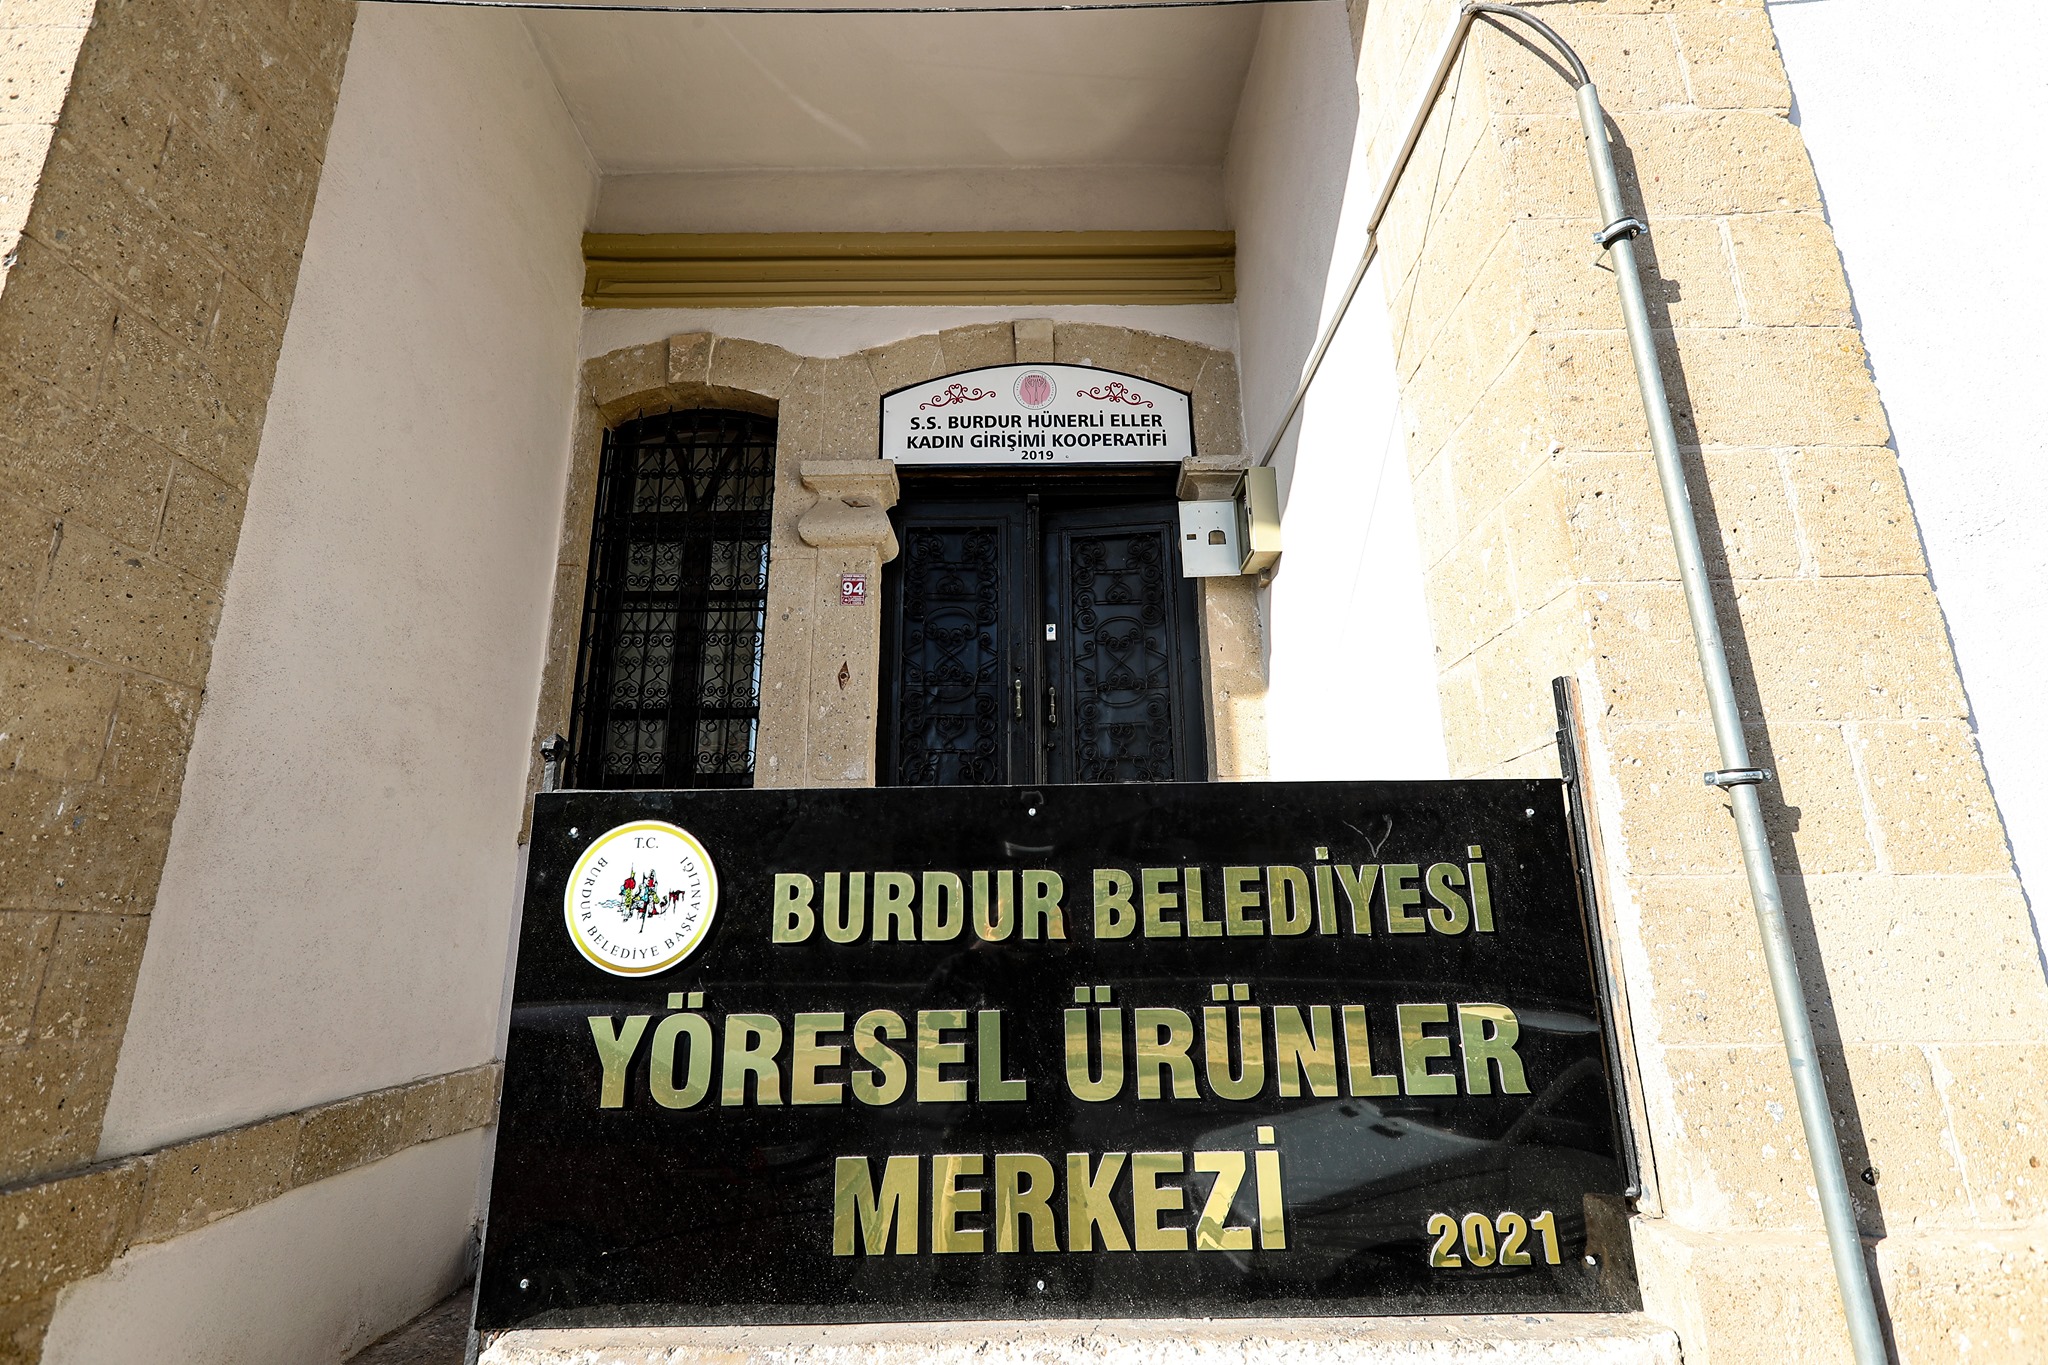 S.S. BURDUR HÜNERLİ ELLER
KADIN GİRİŞİMİ KOOPERATİFİ
2019
94
T.C.
BURDUR BELEDİYE BAŞKANLIĞI
BURDUR BELEDİYESİ
YÖRESEL ÜRÜNLER
MERKEZİ
2021